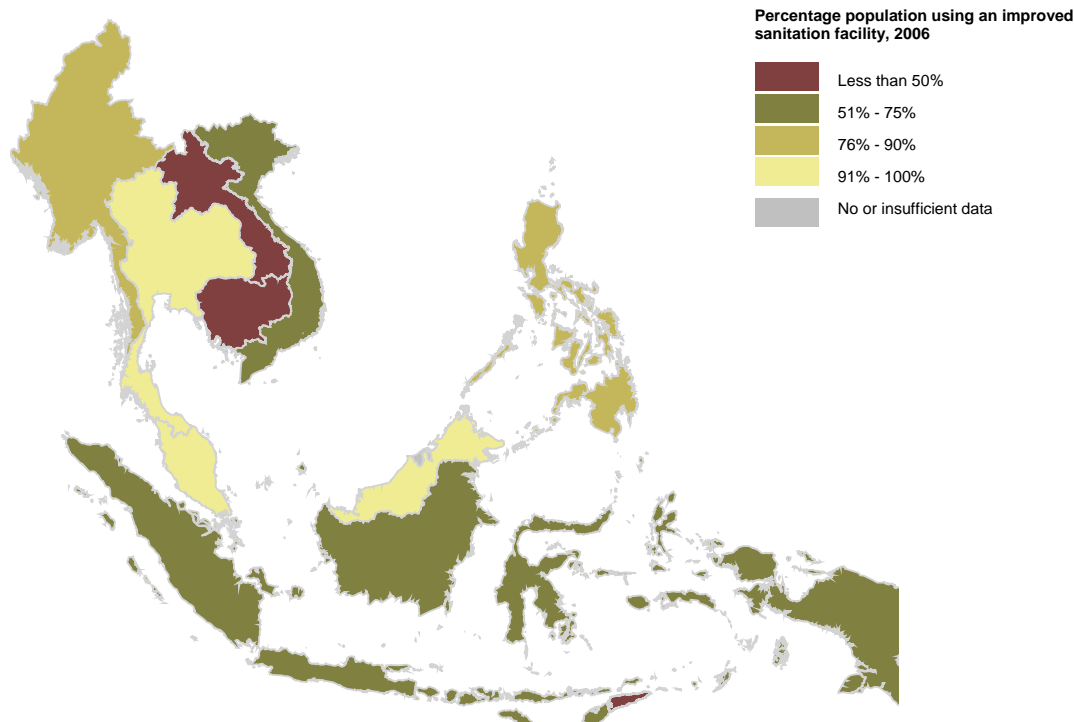 Percentage population using an improved
sanitation facility, 2006
Less than 50%
51% - 75%
76% - 90%
91% - 100%
No or insufficient data